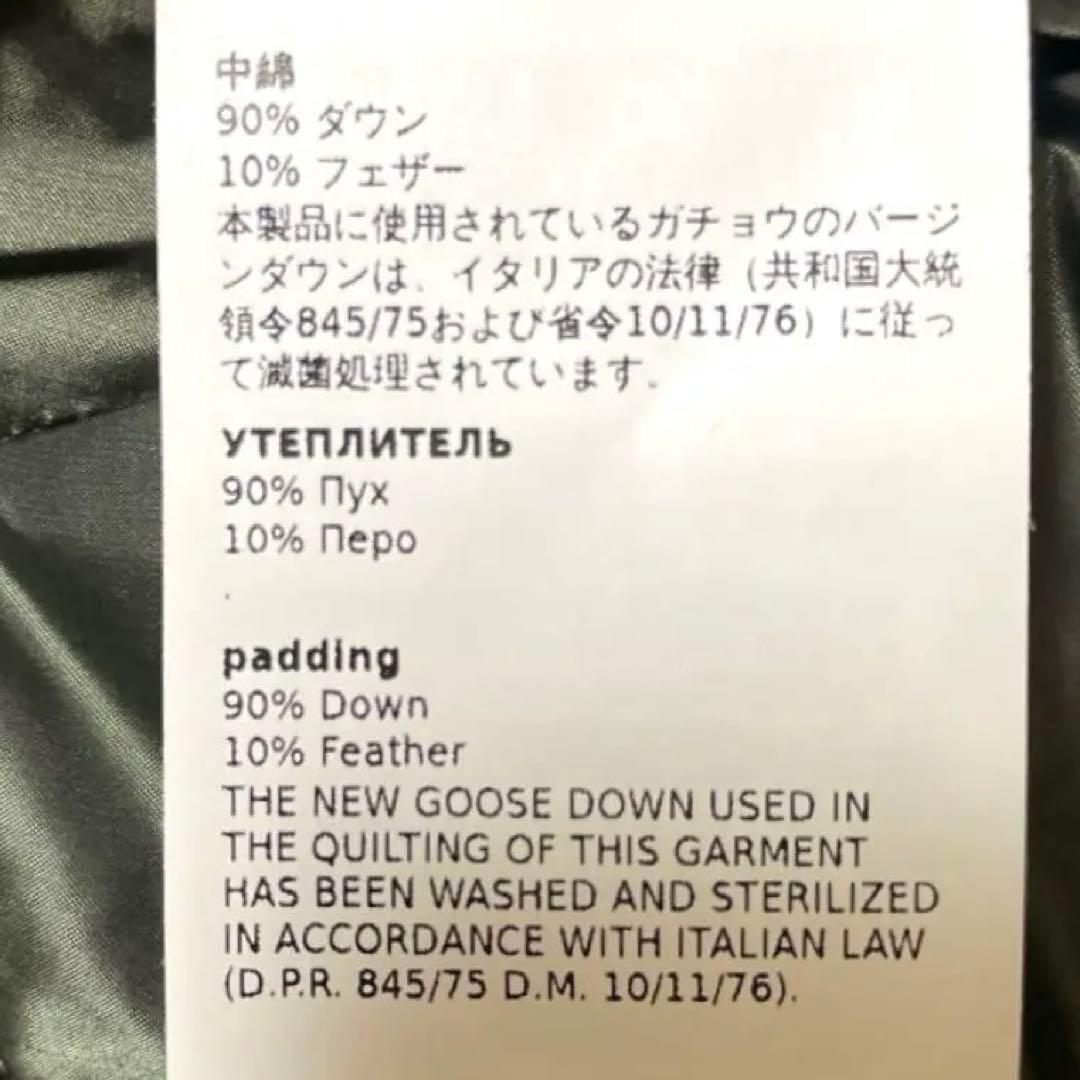 中綿
90% ダウン
10% フェザー
本製品に使用されているガチョウのバージ
ンダウンは、イタリアの法律（共和国大統
領令845/75および省令10/11/76）に従っ
て滅菌処理されています。
УТЕПЛИТЕЛЬ
90% Пух
10% Перо
.
padding
90% Down
10% Feather
THE NEW GOOSE DOWN USED IN
THE QUILTING OF THIS GARMENT
HAS BEEN WASHED AND STERILIZED
IN ACCORDANCE WITH ITALIAN LAW
(D.P.R. 845/75 D.M. 10/11/76).